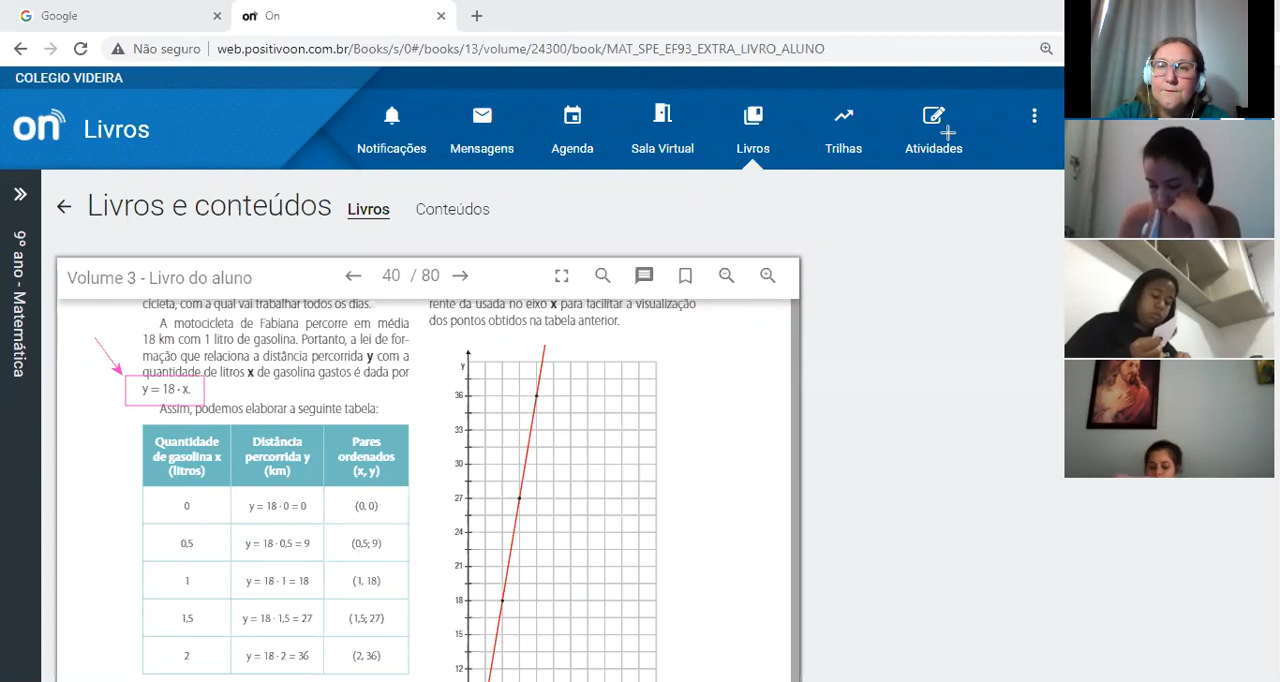 Google
on On
Não seguro
web.positivoon.com.br/Books/s/0#/books/13/volume/24300/book/MAT_SPE_EF93_EXTRA_LIVRO_ALUNO
COLEGIO VIDEIRA
on Livros
Notificações
Mensagens
Agenda
Sala Virtual
Livros
Trilhas
Atividades
9º ano - Matemática
Livros e conteúdos
Livros
Conteúdos
Volume 3 - Livro do aluno
40 / 80
cicleta, com a qual vai trabalhar todos os dias.
A motocicleta de Fabiana percorre em média
18 km com 1 litro de gasolina. Portanto, a lei de for-
mação que relaciona a distância percorrida y com a
quantidade de litros x de gasolina gastos é dada por
y = 18 · x.
Assim, podemos elaborar a seguinte tabela:
Quantidade de gasolina x (litros) Distância percorrida y (km) Pares ordenados (x, y)
0 y = 18 · 0 = 0 (0, 0)
0,5 y = 18 · 0,5 = 9 (0,5; 9)
1 y = 18 · 1 = 18 (1, 18)
1,5 y = 18 · 1,5 = 27 (1,5; 27)
2 y = 18 · 2 = 36 (2, 36)
rente da usada no eixo x para facilitar a visualização
dos pontos obtidos na tabela anterior.
y
36
33
30
27
24
21
18
15
12